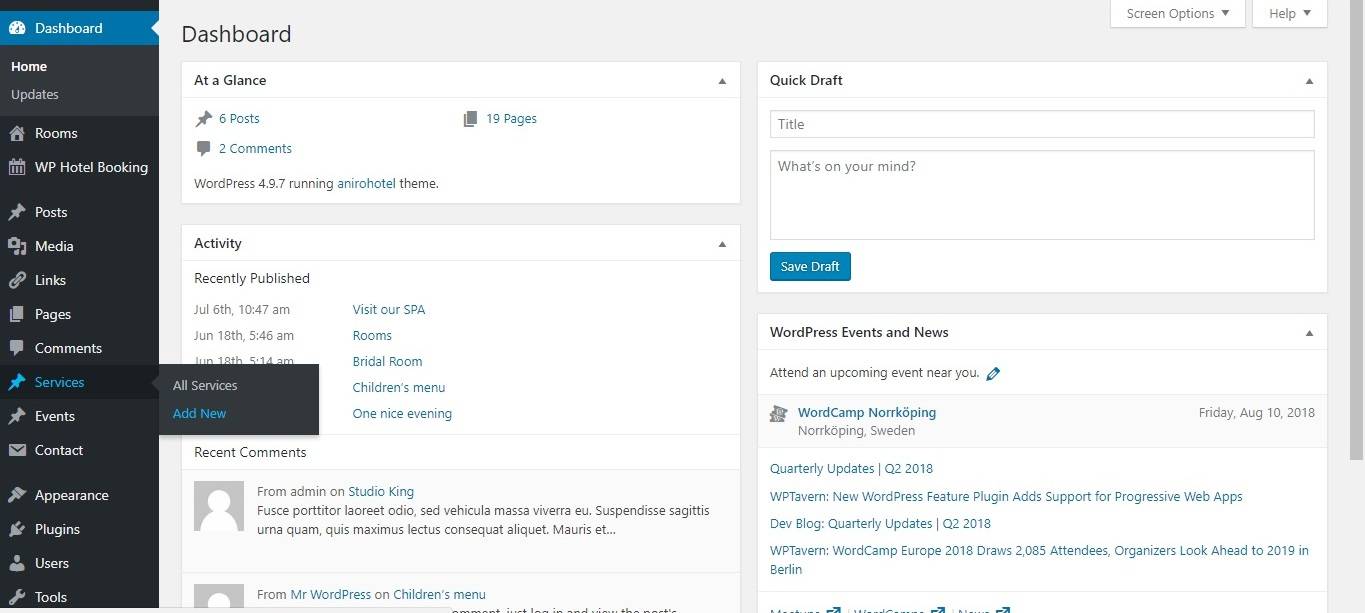 Dashboard
Home
Updates
Rooms
WP Hotel Booking
Posts
Media
Links
Pages
Comments
Services
Events
Contact
Appearance
Plugins
Users
Tools
All Services
Add New
Screen Options
Help
Dashboard
At a Glance
6 Posts
19 Pages
2 Comments
WordPress 4.9.7 running anirohotel theme.
Activity
Recently Published
Jul 6th, 10:47 am Visit our SPA
Jun 18th, 5:46 am Rooms
Jun 18th, 5:14 am Bridal Room
Children's menu
One nice evening
Recent Comments
From admin on Studio King
Fusce porttitor laoreet odio, sed vehicula massa viverra eu. Suspendisse sagittis
urna quam, quis maximus lectus consequat aliquet. Mauris et…
From Mr WordPress on Children's menu
comment, just log in and view the post's
Quick Draft
Title
What's on your mind?
Save Draft
WordPress Events and News
Attend an upcoming event near you.
WordCamp Norrköping
Friday, Aug 10, 2018
Norrköping, Sweden
Quarterly Updates | Q2 2018
WPTavern: New WordPress Feature Plugin Adds Support for Progressive Web Apps
Dev Blog: Quarterly Updates | Q2 2018
WPTavern: WordCamp Europe 2018 Draws 2,085 Attendees, Organizers Look Ahead to 2019 in
Berlin
Meetups | WordCamps | News